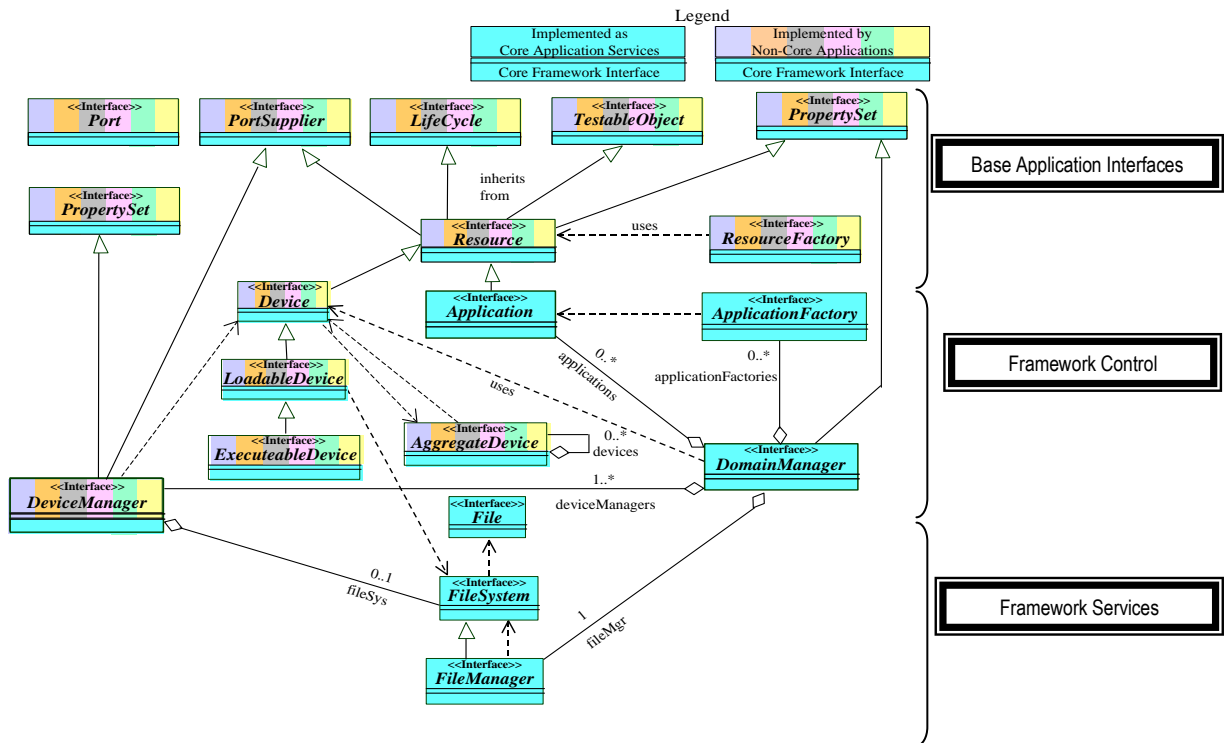 Legend
Implemented as
Core Application Services
Core Framework Interface
Implemented by
Non-Core Applications
Core Framework Interface
<<Interface>>
Port
<<Interface>>
PortSupplier
<<Interface>>
LifeCycle
<<Interface>>
TestableObject
<<Interface>>
PropertySet
Base Application Interfaces
inherits
from
<<Interface>>
PropertySet
<<Interface>>
Resource
uses
<<Interface>>
ResourceFactory
<<Interface>>
Device
<<Interface>>
Application
<<Interface>>
ApplicationFactory
0..*
applications
0..*
applicationFactories
Framework Control
<<Interface>>
LoadableDevice
uses
<<Interface>>
ExecuteableDevice
<<Interface>>
AggregateDevice
0..*
devices
<<Interface>>
DomainManager
<<Interface>>
DeviceManager
1..*
deviceManagers
<<Interface>>
File
0..1
fileSys
<<Interface>>
FileSystem
1
fileMgr
Framework Services
<<Interface>>
FileManager